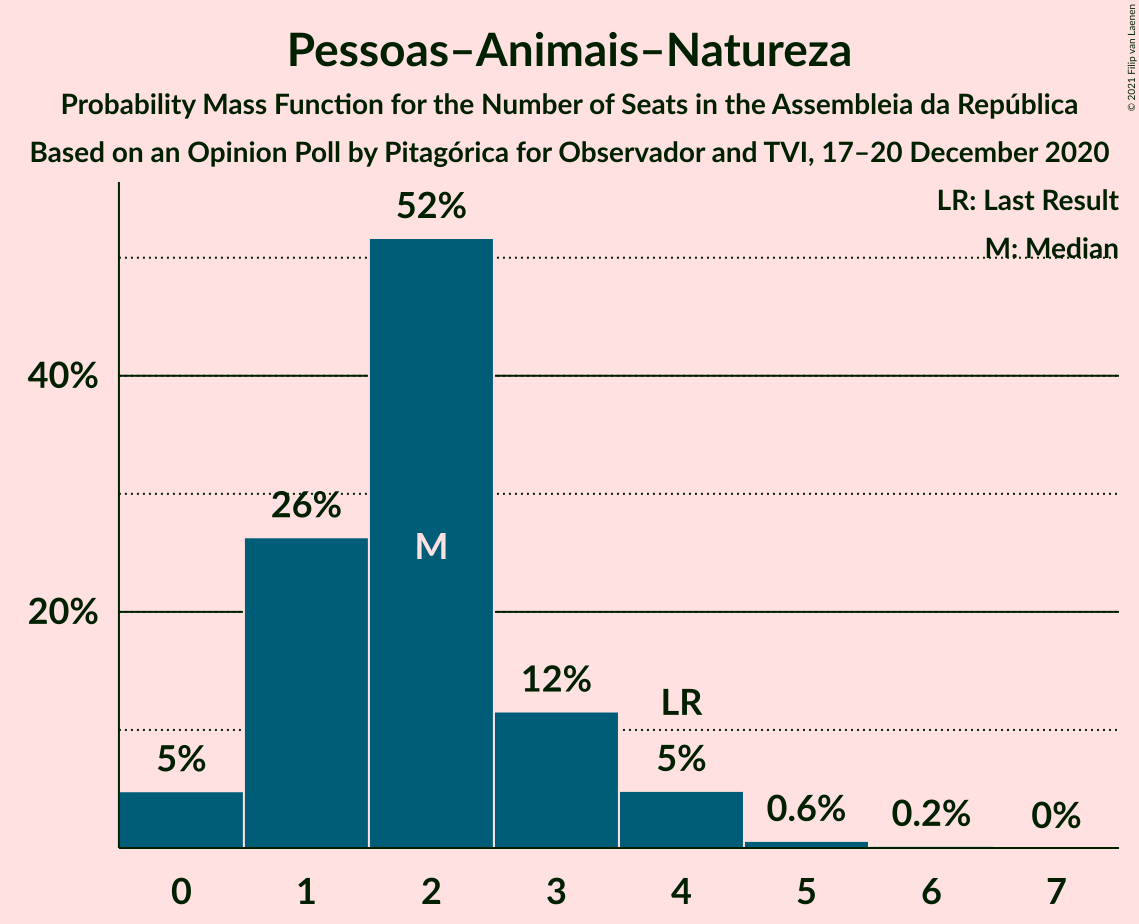 Pessoas–Animais–Natureza
Probability Mass Function for the Number of Seats in the Assembleia da República
Based on an Opinion Poll by Pitagórica for Observador and TVI, 17–20 December 2020
© 2021 Filip van Laenen
LR: Last Result
M: Median
52%
40%
26%
M
20%
12%
LR
5%
5%
0.6%
0.2%
0%
0 1 2 3 4 5 6 7